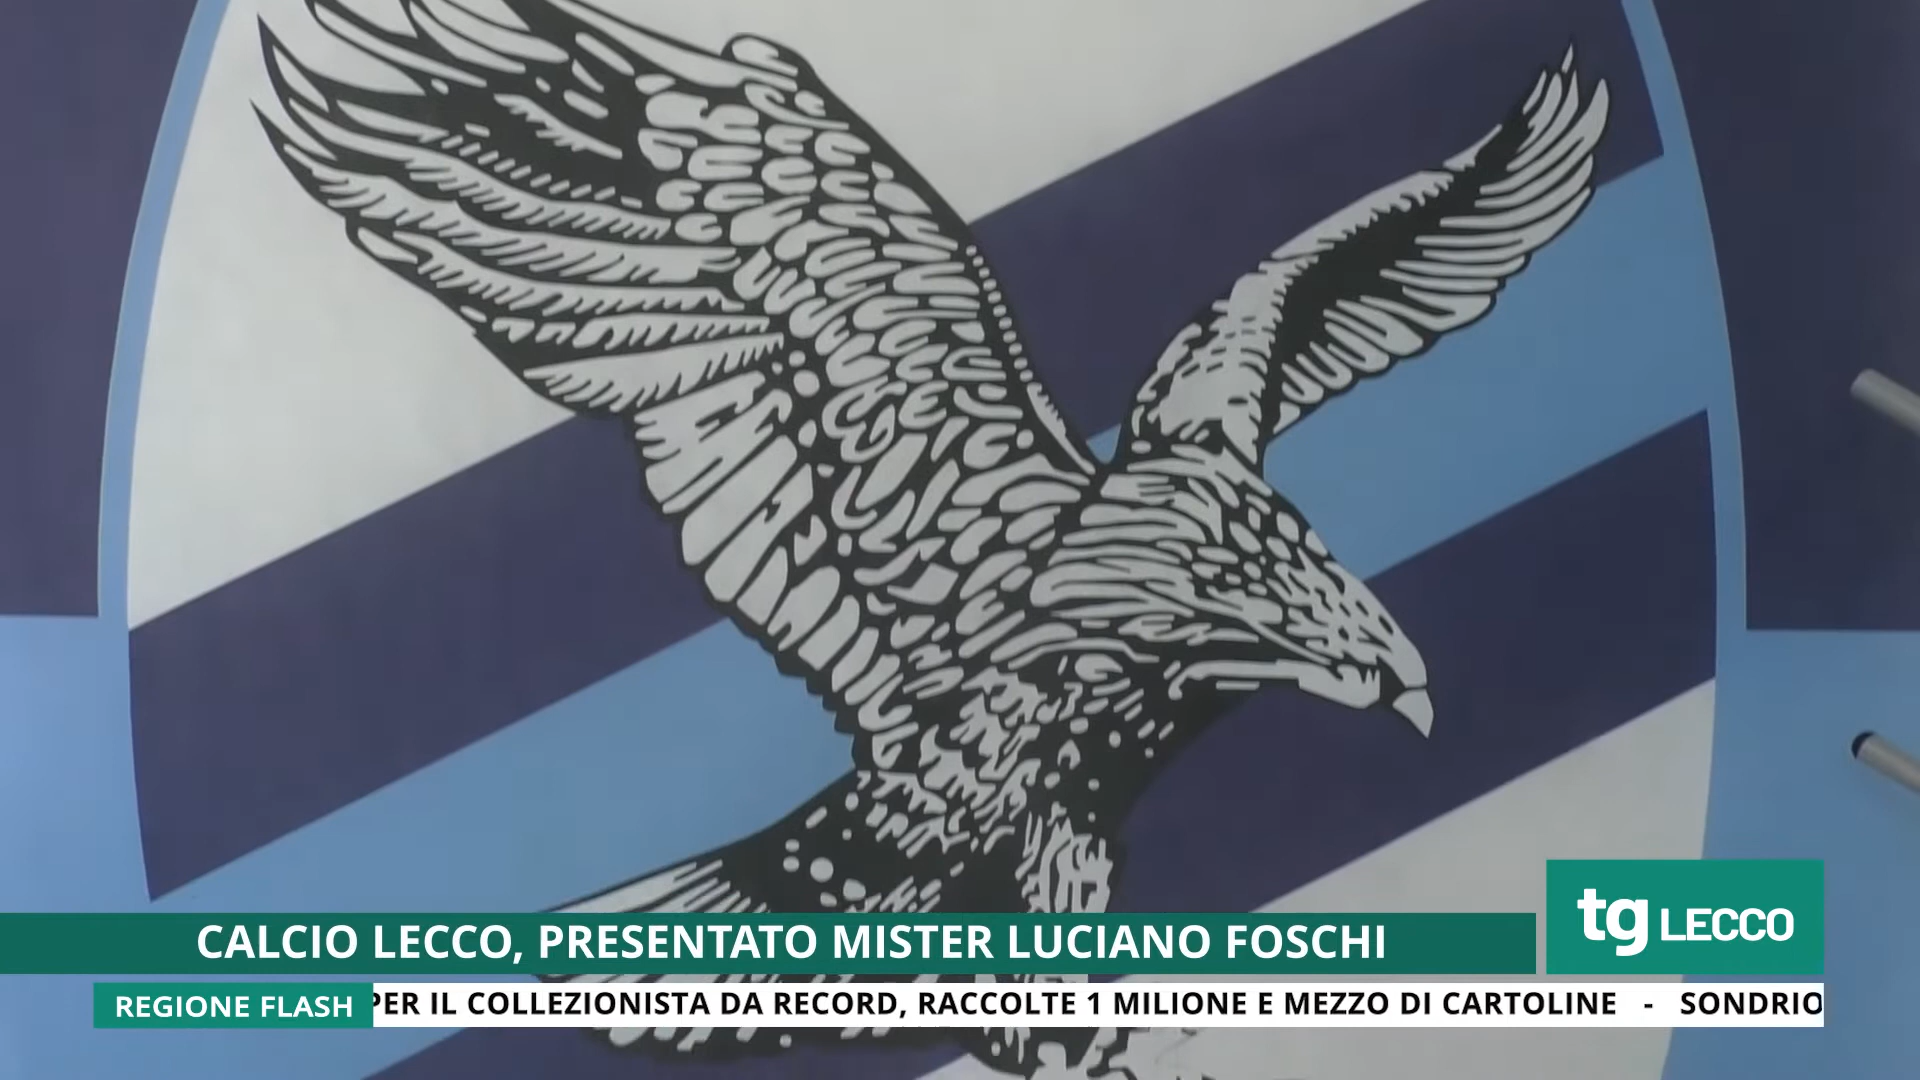 CALCIO LECCO, PRESENTATO MISTER LUCIANO FOSCHI
tg LECCO
REGIONE FLASH
PER IL COLLEZIONISTA DA RECORD, RACCOLTE 1 MILIONE E MEZZO DI CARTOLINE - SONDRIO